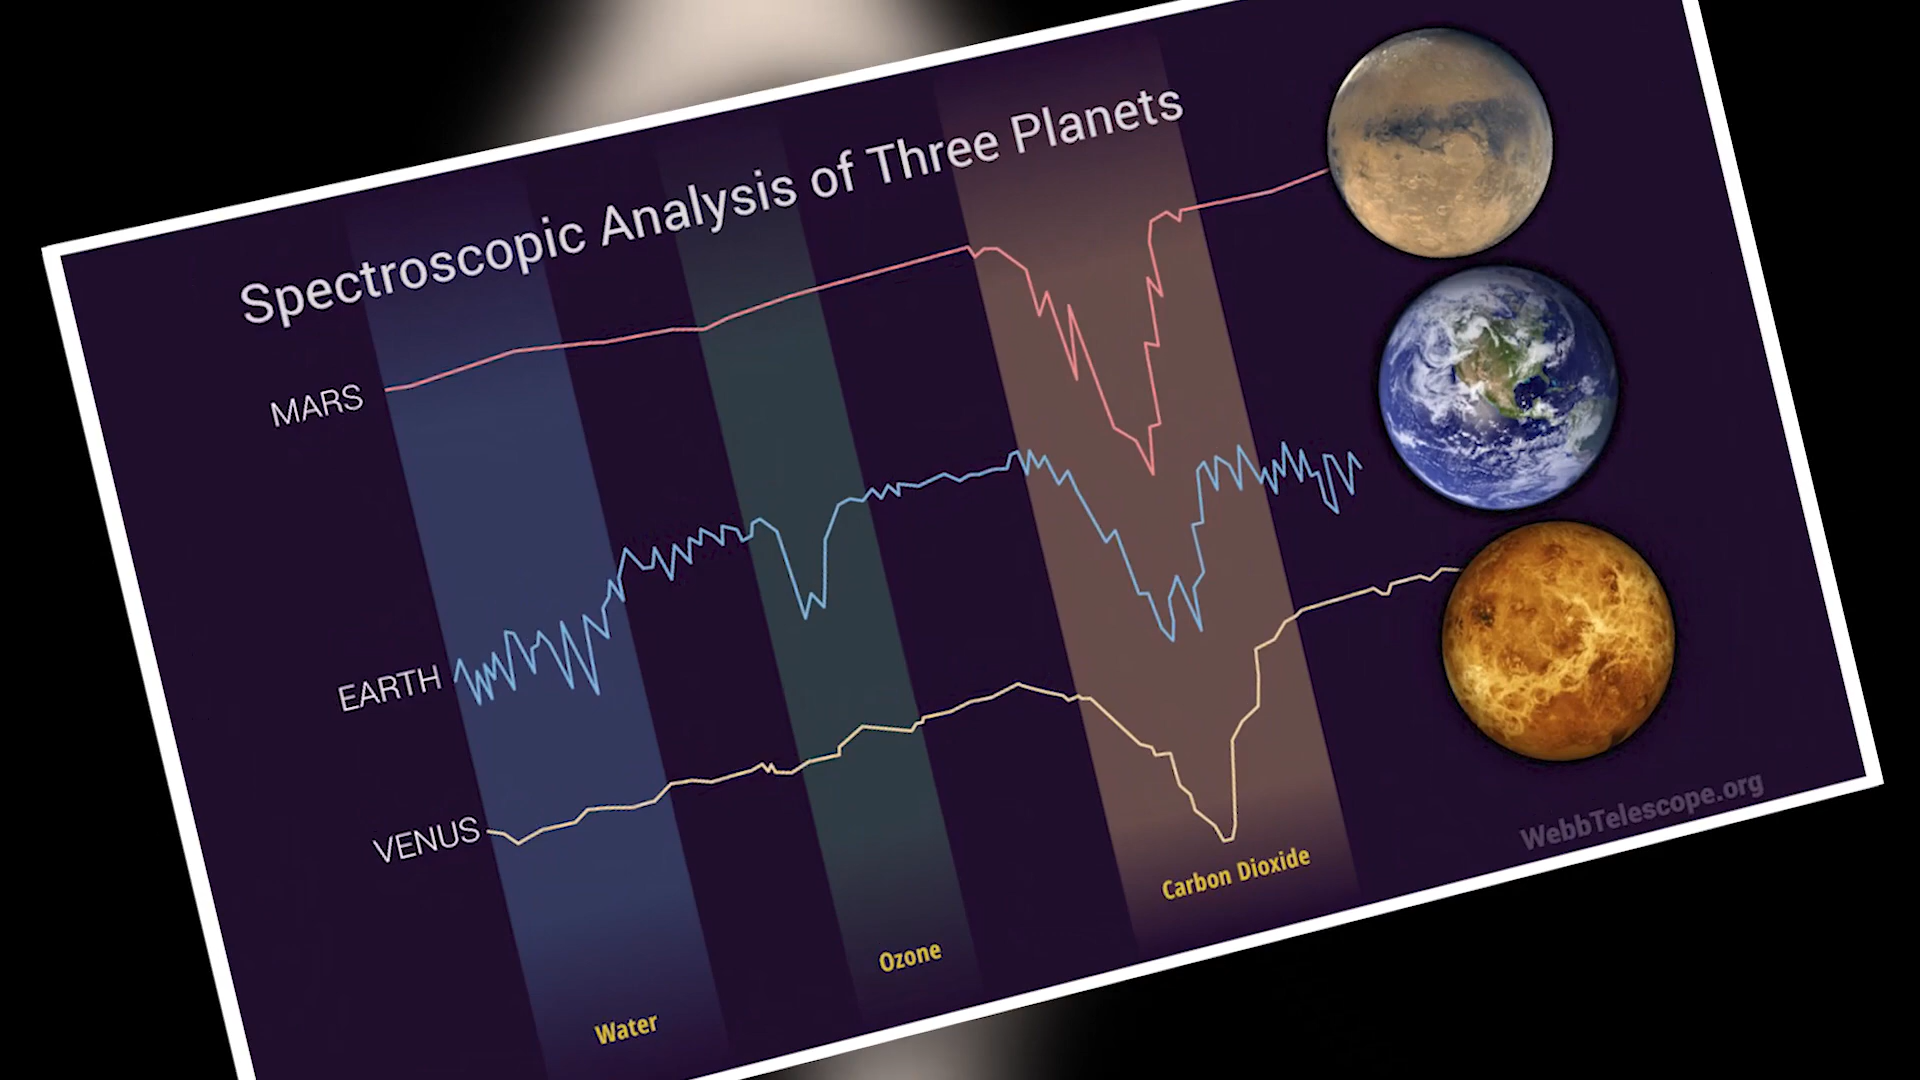 Spectroscopic Analysis of Three Planets
MARS
EARTH
VENUS
Water
Ozone
Carbon Dioxide
WebbTelescope.org